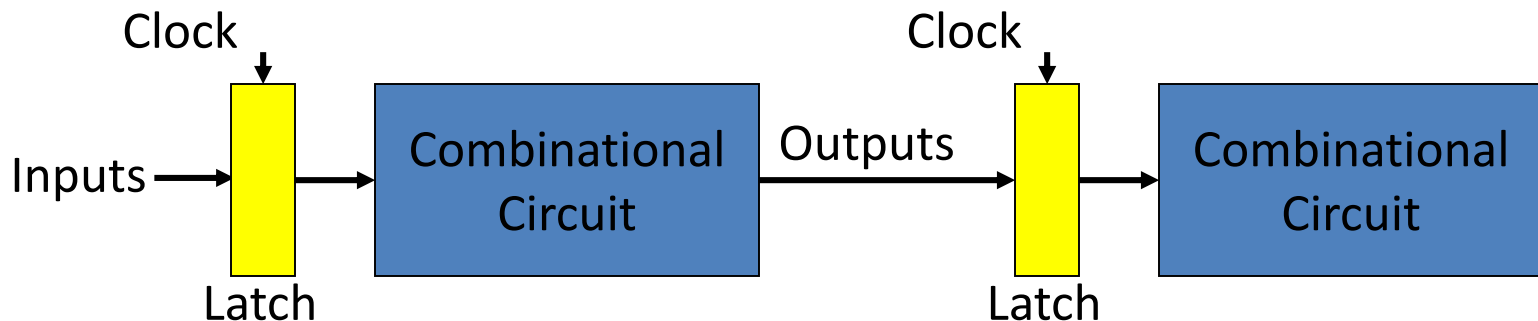 Clock
Clock
Inputs
Combinational
Circuit
Outputs
Combinational
Circuit
Latch
Latch